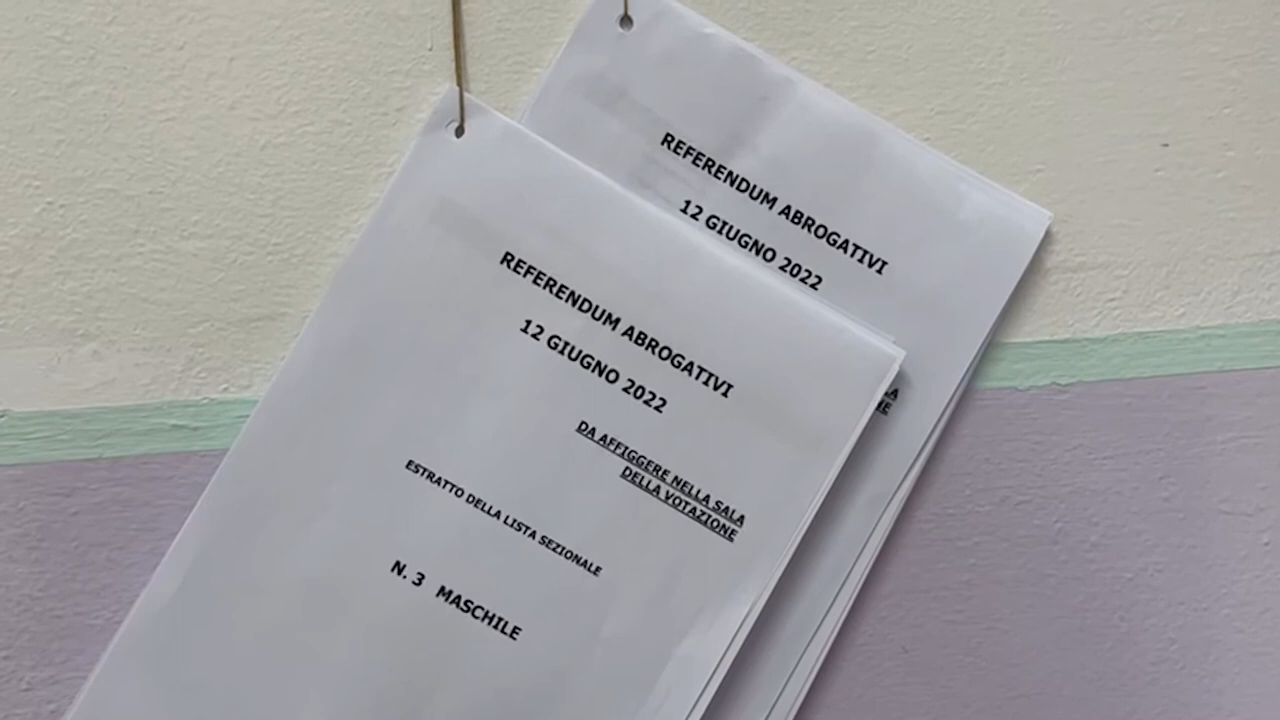 REFERENDUM ABROGATIVI
12 GIUGNO 2022
REFERENDUM ABROGATIVI
12 GIUGNO 2022
DA AFFIGGERE NELLA SALA
DELLA VOTAZIONE
ESTRATTO DELLA LISTA SEZIONALE
N. 3 MASCHILE